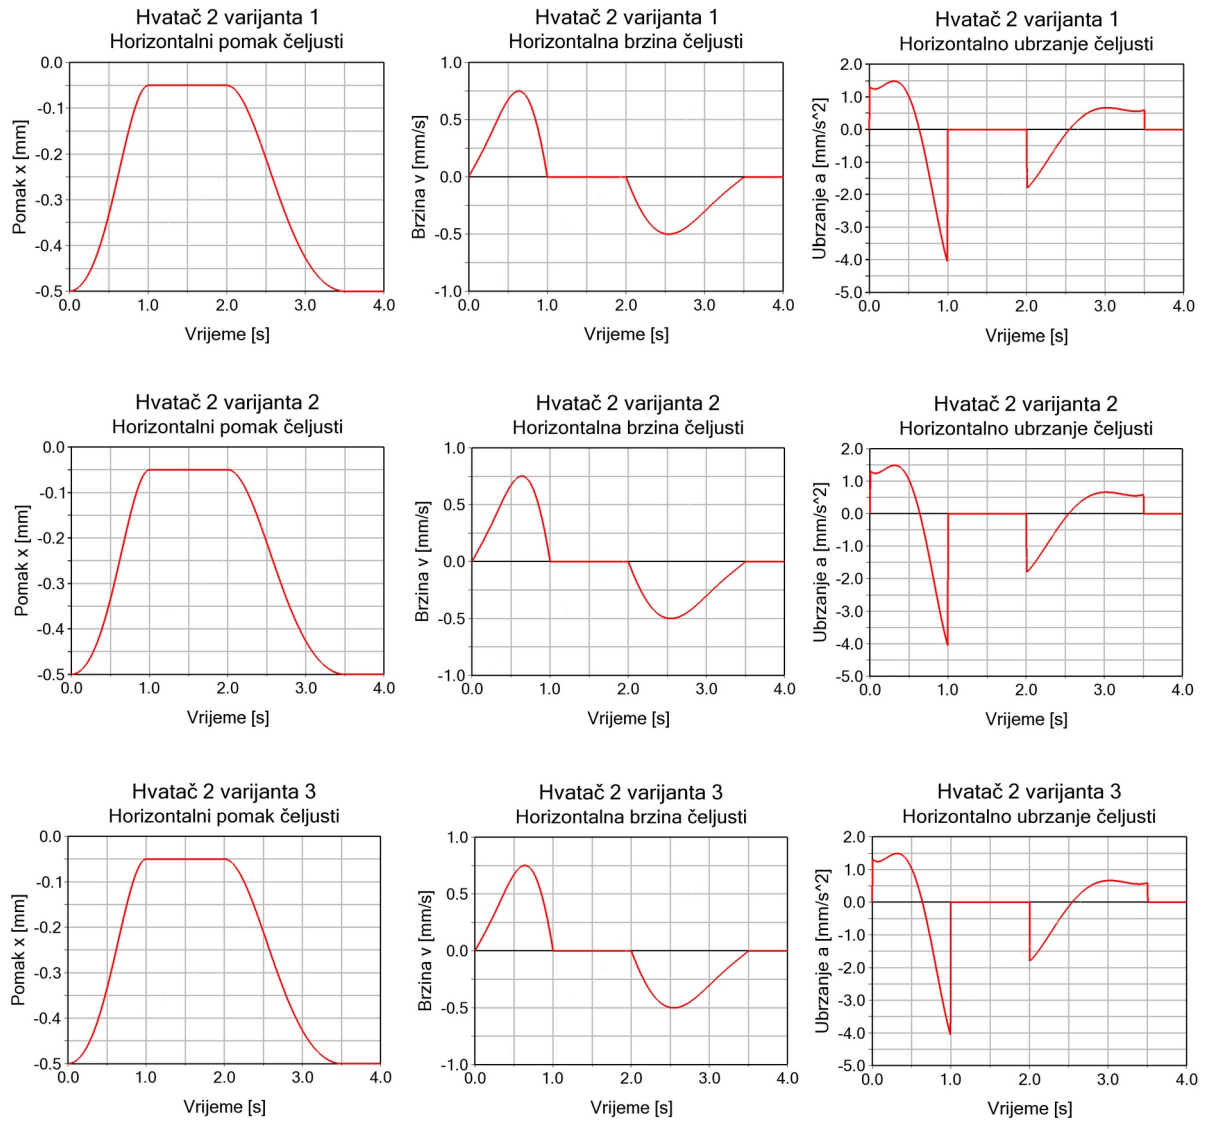 Hvatač 2 varijanta 1
Horizontalni pomak čeljusti
Pomak x [mm]
0.0
-0.1
-0.2
-0.3
-0.4
-0.5
0.0 1.0 2.0 3.0 4.0
Vrijeme [s]
Hvatač 2 varijanta 1
Horizontalna brzina čeljusti
Brzina v [mm/s]
1.0
0.5
0.0
-0.5
-1.0
0.0 1.0 2.0 3.0 4.0
Vrijeme [s]
Hvatač 2 varijanta 1
Horizontalno ubrzanje čeljusti
Ubrzanje a [mm/s^2]
2.0
1.0
0.0
-1.0
-2.0
-3.0
-4.0
-5.0
0.0 1.0 2.0 3.0 4.0
Vrijeme [s]
Hvatač 2 varijanta 2
Horizontalni pomak čeljusti
Pomak x [mm]
0.0
-0.1
-0.2
-0.3
-0.4
-0.5
0.0 1.0 2.0 3.0 4.0
Vrijeme [s]
Hvatač 2 varijanta 2
Horizontalna brzina čeljusti
Brzina v [mm/s]
1.0
0.5
0.0
-0.5
-1.0
0.0 1.0 2.0 3.0 4.0
Vrijeme [s]
Hvatač 2 varijanta 2
Horizontalno ubrzanje čeljusti
Ubrzanje a [mm/s^2]
2.0
1.0
0.0
-1.0
-2.0
-3.0
-4.0
-5.0
0.0 1.0 2.0 3.0 4.0
Vrijeme [s]
Hvatač 2 varijanta 3
Horizontalni pomak čeljusti
Pomak x [mm]
0.0
-0.1
-0.2
-0.3
-0.4
-0.5
0.0 1.0 2.0 3.0 4.0
Vrijeme [s]
Hvatač 2 varijanta 3
Horizontalna brzina čeljusti
Brzina v [mm/s]
1.0
0.5
0.0
-0.5
-1.0
0.0 1.0 2.0 3.0 4.0
Vrijeme [s]
Hvatač 2 varijanta 3
Horizontalno ubrzanje čeljusti
Ubrzanje a [mm/s^2]
2.0
1.0
0.0
-1.0
-2.0
-3.0
-4.0
-5.0
0.0 1.0 2.0 3.0 4.0
Vrijeme [s]